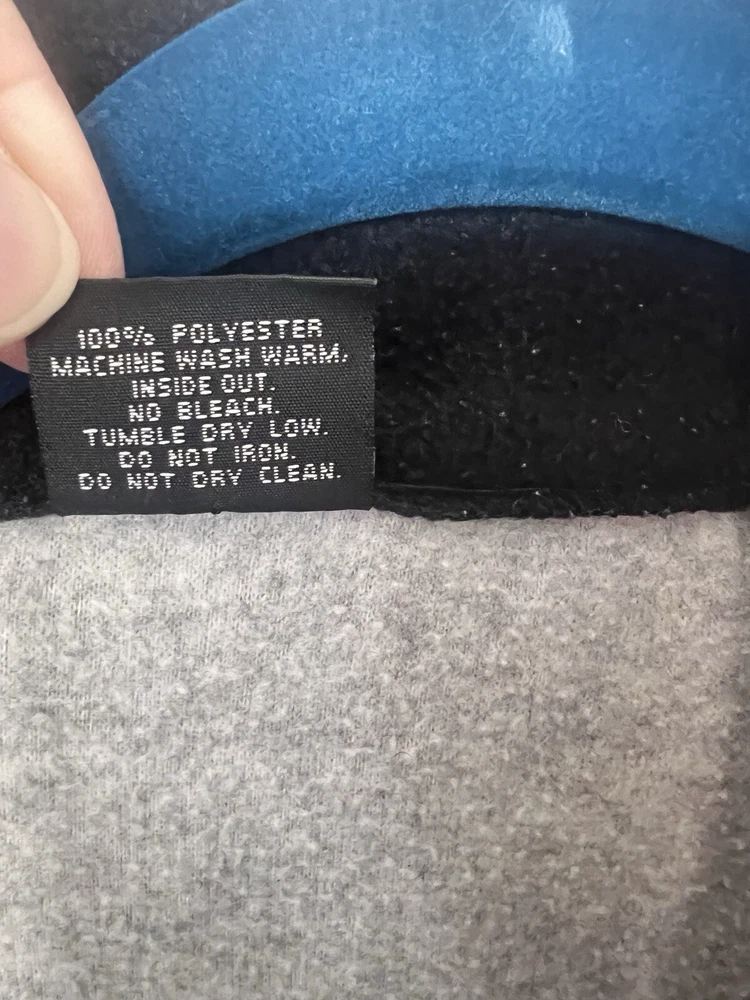 100% POLYESTER
MACHINE WASH WARM,
INSIDE OUT.
NO BLEACH.
TUMBLE DRY LOW.
DO NOT IRON.
DO NOT DRY CLEAN.